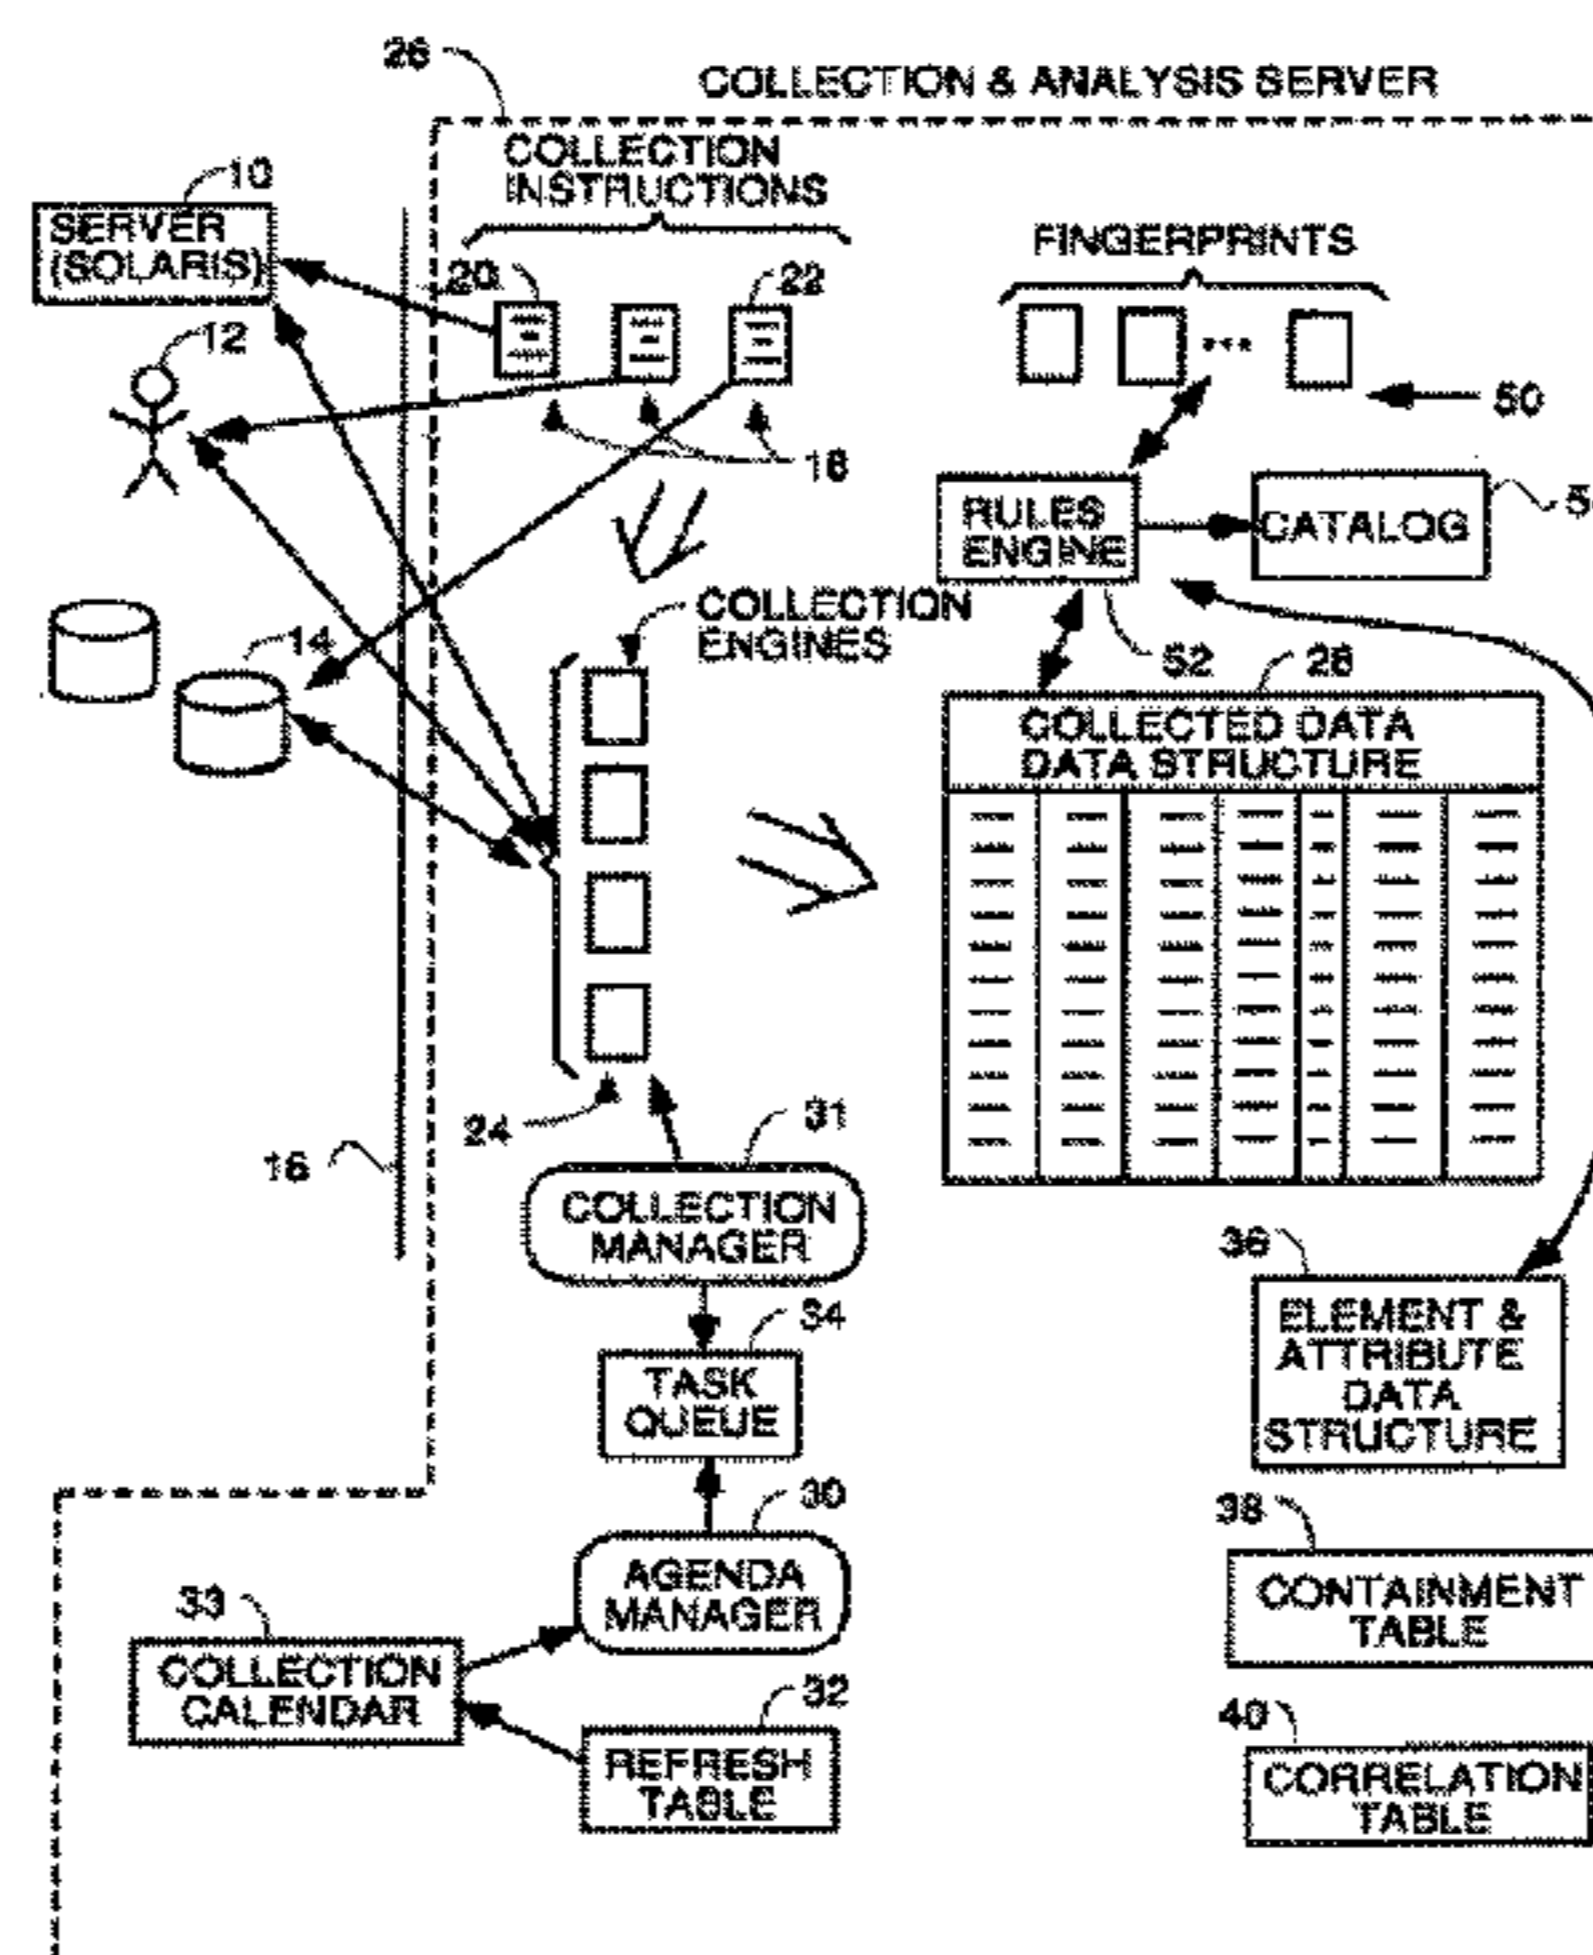 26
COLLECTION & ANALYSIS SERVER
COLLECTION
INSTRUCTIONS
10
SERVER
(SOLARIS)
FINGERPRINTS
20
22
12
50
18
RULES
ENGINE
CATALOG
COLLECTION
ENGINES
14
52
28
COLLECTED DATA
DATA STRUCTURE
24
31
16
COLLECTION
MANAGER
36
34
ELEMENT &
ATTRIBUTE
DATA
STRUCTURE
TASK
QUEUE
30
38
AGENDA
MANAGER
CONTAINMENT
TABLE
33
COLLECTION
CALENDAR
32
40
REFRESH
TABLE
CORRELATION
TABLE